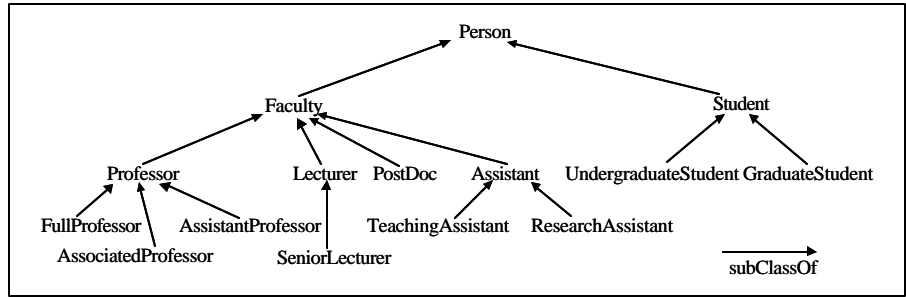 Person
Faculty
Student
Professor
Lecturer
PostDoc
Assistant
UndergraduateStudent
GraduateStudent
FullProfessor
AssistantProfessor
TeachingAssistant
ResearchAssistant
AssociatedProfessor
SeniorLecturer
subClassOf